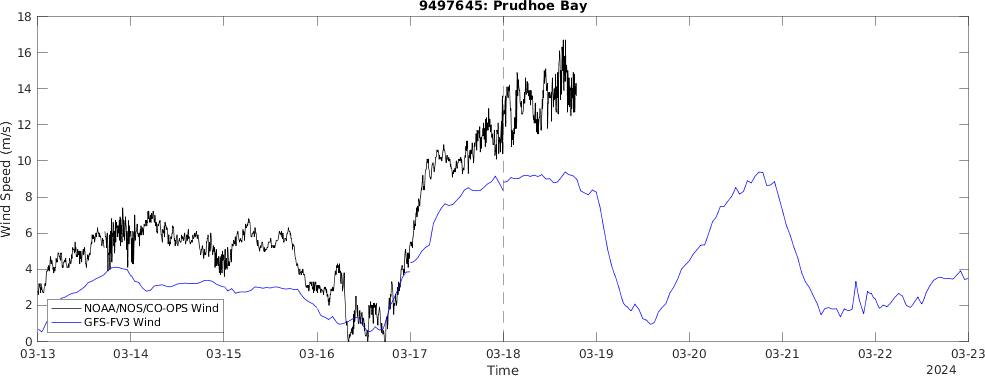 9497645: Prudhoe Bay
18
16
14
12
10
8
6
4
2
0
Wind Speed (m/s)
NOAA/NOS/CO-OPS Wind
GFS-FV3 Wind
03-13 03-14 03-15 03-16 03-17 03-18 03-19 03-20 03-21 03-22 03-23
Time
2024